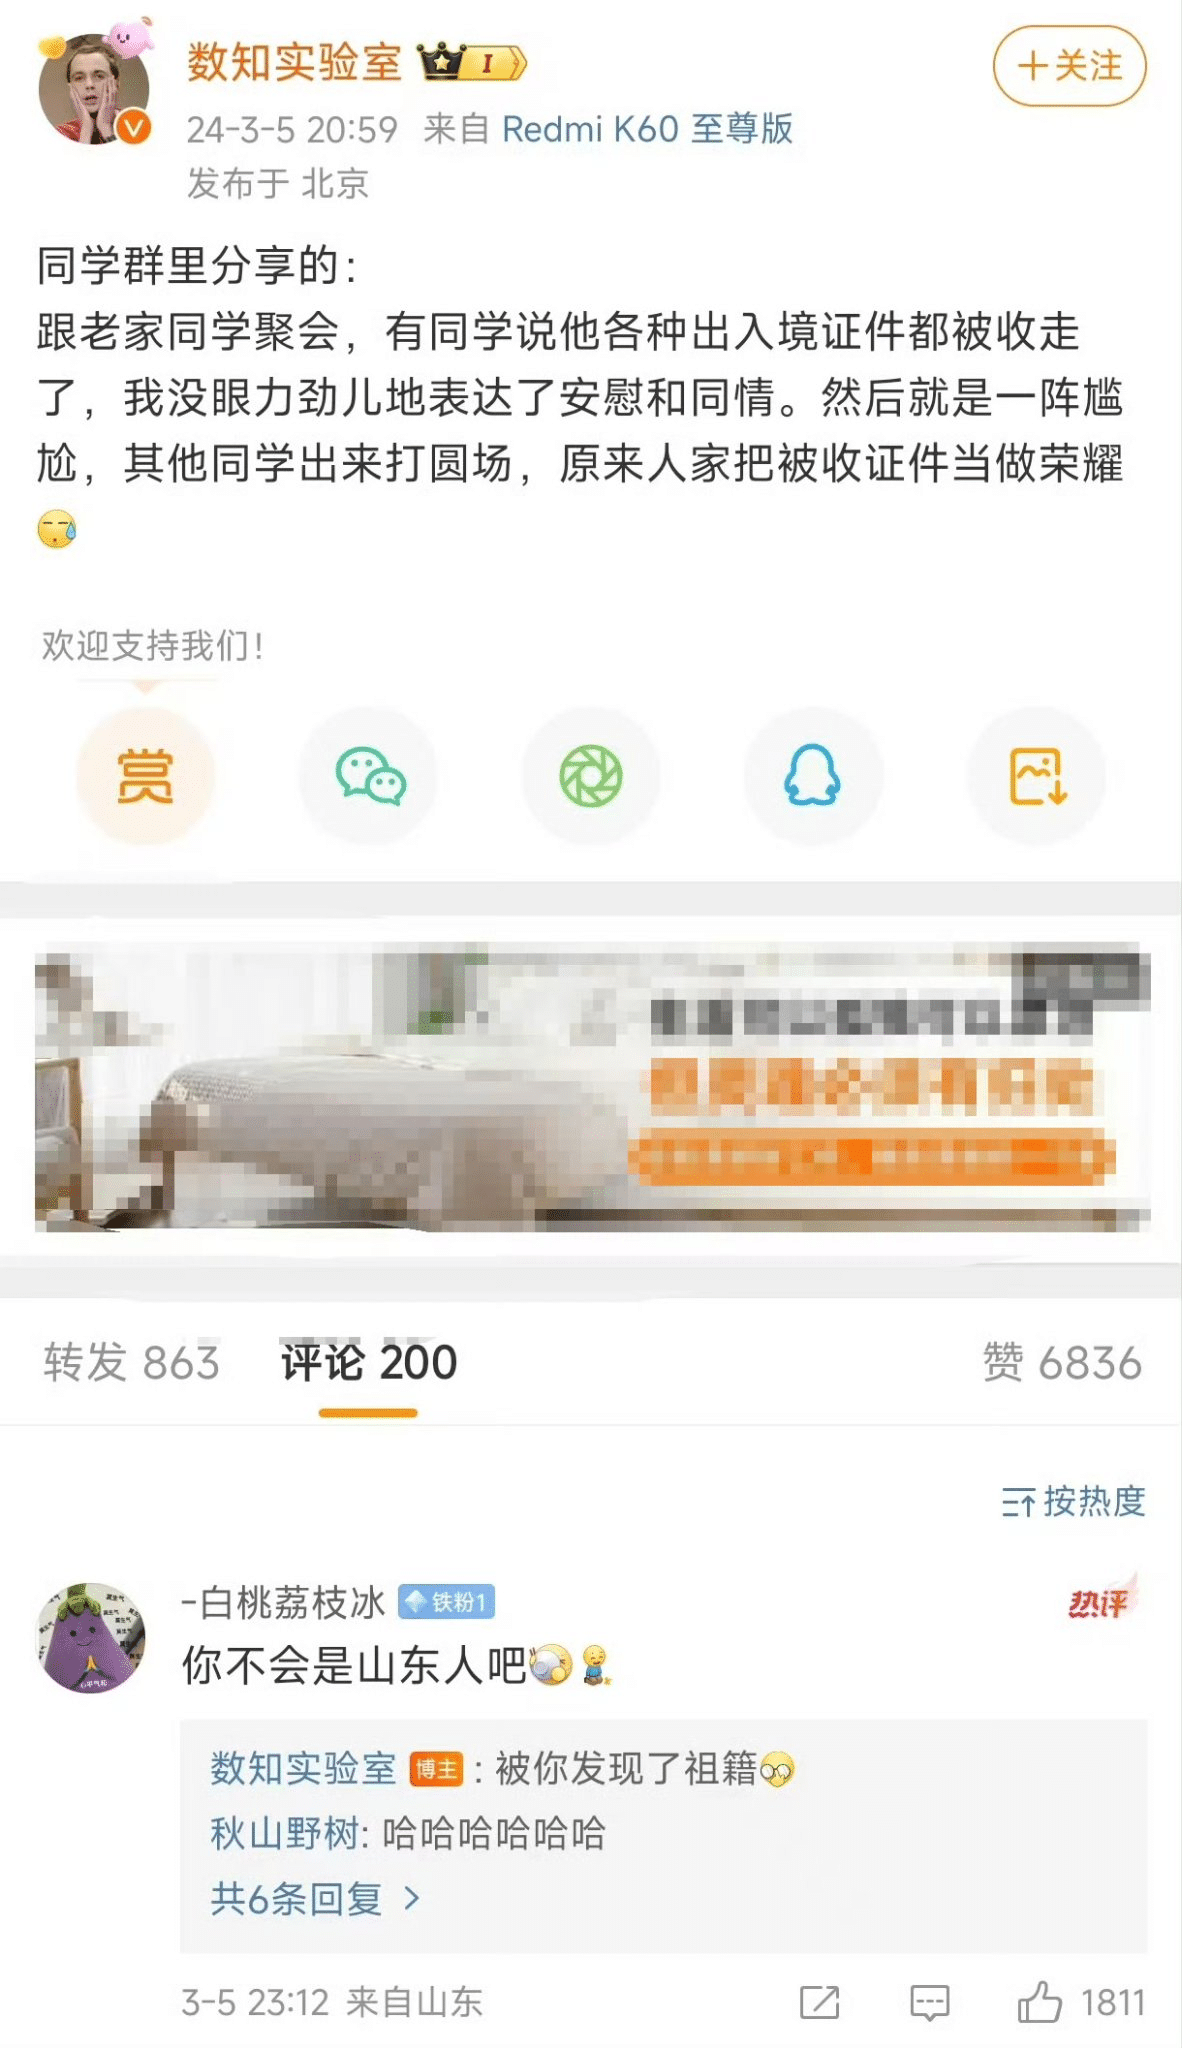 数知实验室 I
+关注
24-3-5 20:59 来自 Redmi K60 至尊版
发布于 北京
同学群里分享的：
跟老家同学聚会，有同学说他各种出入境证件都被收走
了，我没眼力劲儿地表达了安慰和同情。然后就是一阵尴
尬，其他同学出来打圆场，原来人家把被收证件当做荣耀
欢迎支持我们！
赏
转发 863 评论 200 赞 6836
按热度
-白桃荔枝冰 铁粉1
热评
你不会是山东人吧
数知实验室 博主：被你发现了祖籍
秋山野树: 哈哈哈哈哈哈
共6条回复 >
3-5 23:12 来自山东 1811